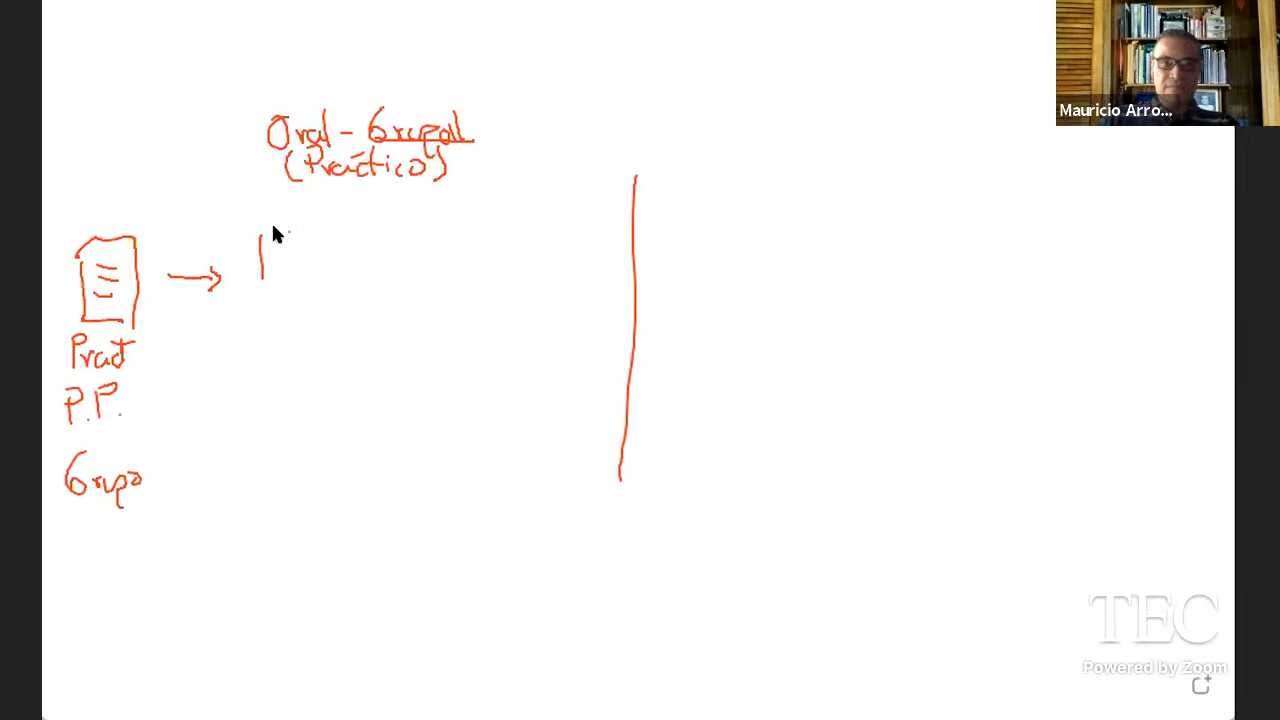 Mauricio Arro...
Oral - Grupal
(Práctico)
Pract
P.P.
Grupo
TEC
Powered by Zoom